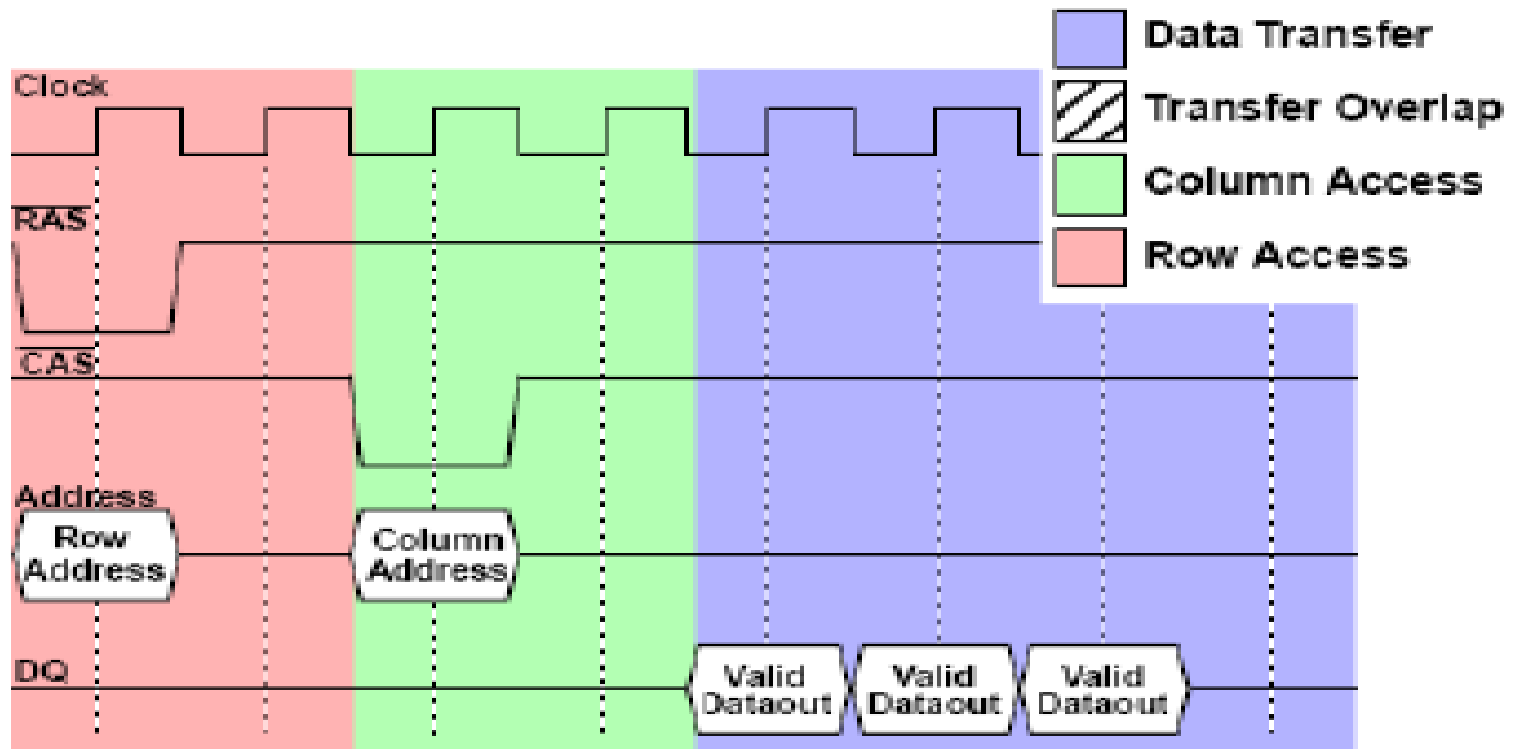 Data Transfer
Transfer Overlap
Column Access
Row Access
Clock
RAS
CAS
Address
Row
Address
Column
Address
DQ
Valid
Dataout
Valid
Dataout
Valid
Dataout